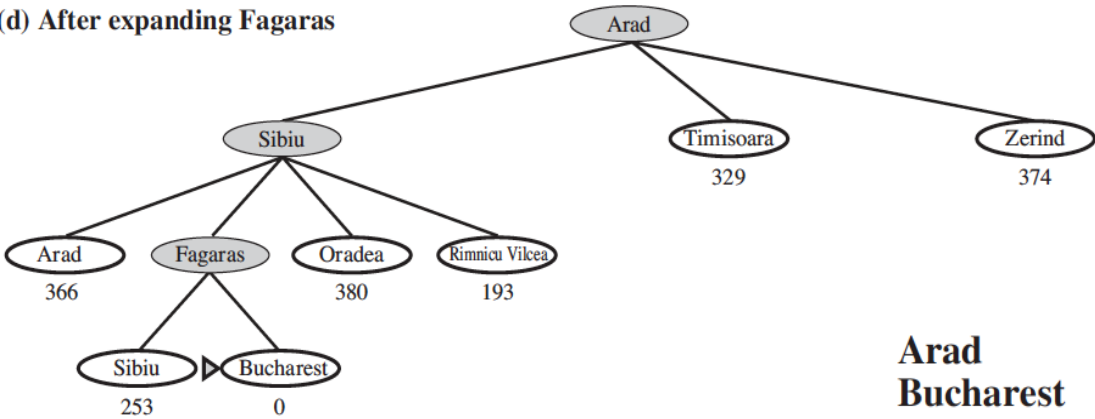 (d) After expanding Fagaras
Arad
Sibiu
Timisoara
Zerind
329
374
Arad
Fagaras
Oradea
Rimnicu Vilcea
366
380
193
Sibiu
Bucharest
253
0
Arad
Bucharest